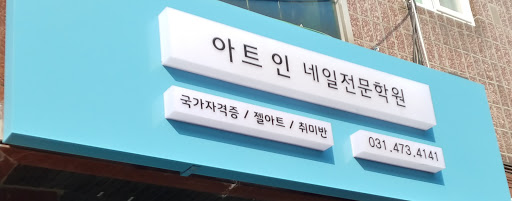 아트인 네일전문학원
국가자격증 / 젤아트 / 취미반
031.473.4141